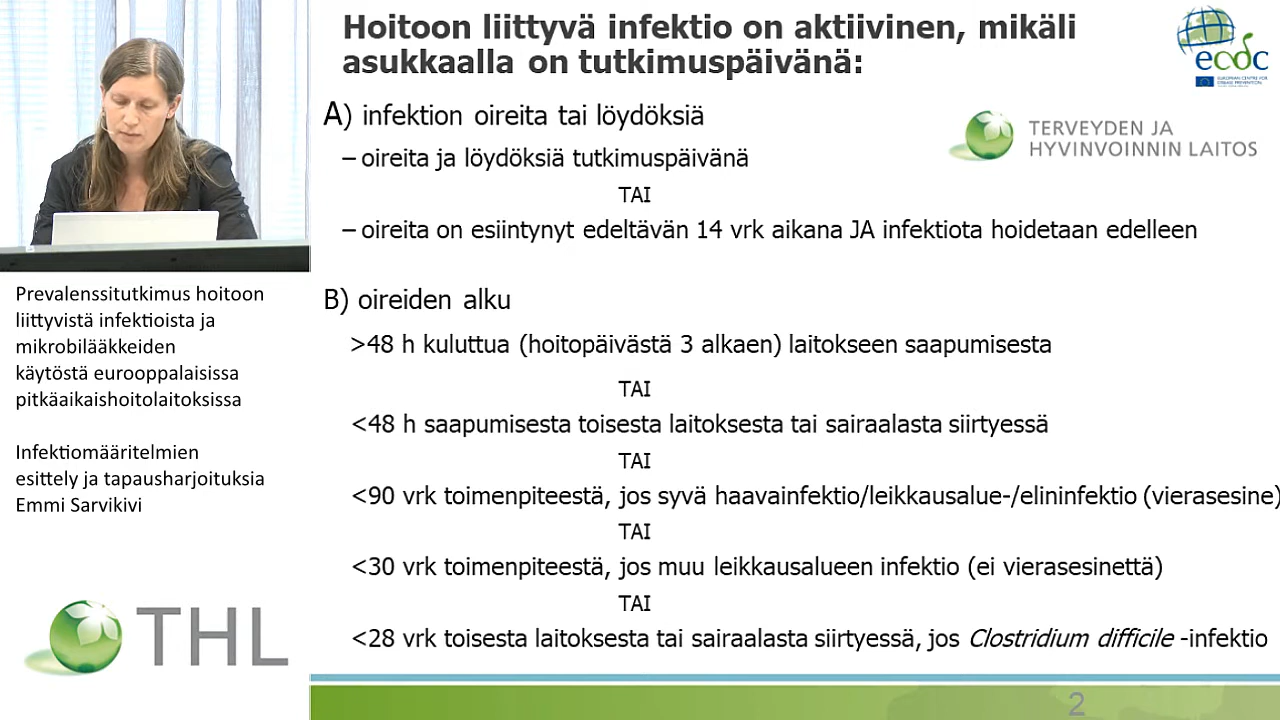 Hoitoon liittyvä infektio on aktiivinen, mikäli
asukkaalla on tutkimuspäivänä:
ecdc
EUROPEAN CENTRE FOR
DISEASE PREVENTION
TERVEYDEN JA
HYVINVOINNIN LAITOS
A) infektion oireita tai löydöksiä
– oireita ja löydöksiä tutkimuspäivänä
TAI
– oireita on esiintynyt edeltävän 14 vrk aikana JA infektiota hoidetaan edelleen
B) oireiden alku
>48 h kuluttua (hoitopäivästä 3 alkaen) laitokseen saapumisesta
TAI
<48 h saapumisesta toisesta laitoksesta tai sairaalasta siirtyessä
TAI
<90 vrk toimenpiteestä, jos syvä haavainfektio/leikkausalue-/elininfektio (vierasesine)
TAI
<30 vrk toimenpiteestä, jos muu leikkausalueen infektio (ei vierasesinettä)
TAI
<28 vrk toisesta laitoksesta tai sairaalasta siirtyessä, jos Clostridium difficile -infektio
2
Prevalenssitutkimus hoitoon
liittyvistä infektioista ja
mikrobilääkkeiden
käytöstä eurooppalaisissa
pitkäaikaishoitolaitoksissa
Infektiomääritelmien
esittely ja tapausharjoituksia
Emmi Sarvikivi
THL